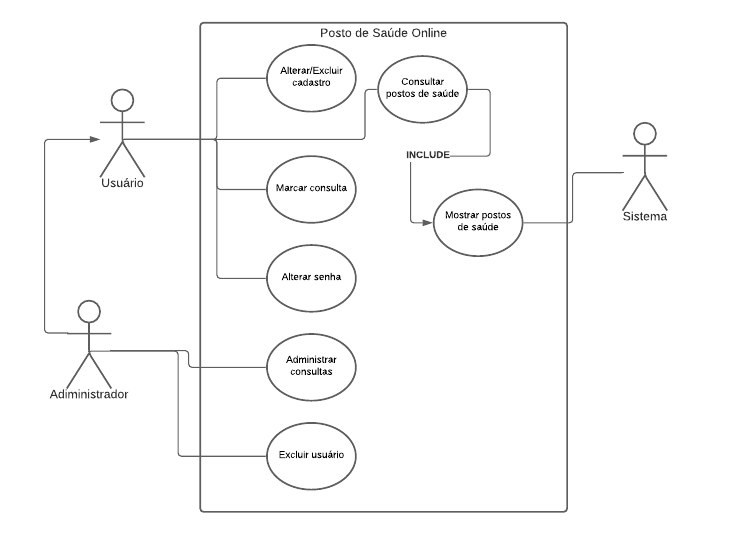 Posto de Saúde Online
Alterar/Excluir
cadastro
Consultar
postos de saúde
INCLUDE
Usuário
Marcar consulta
Mostrar postos
de saúde
Sistema
Alterar senha
Adiministrador
Administrar
consultas
Excluir usuário